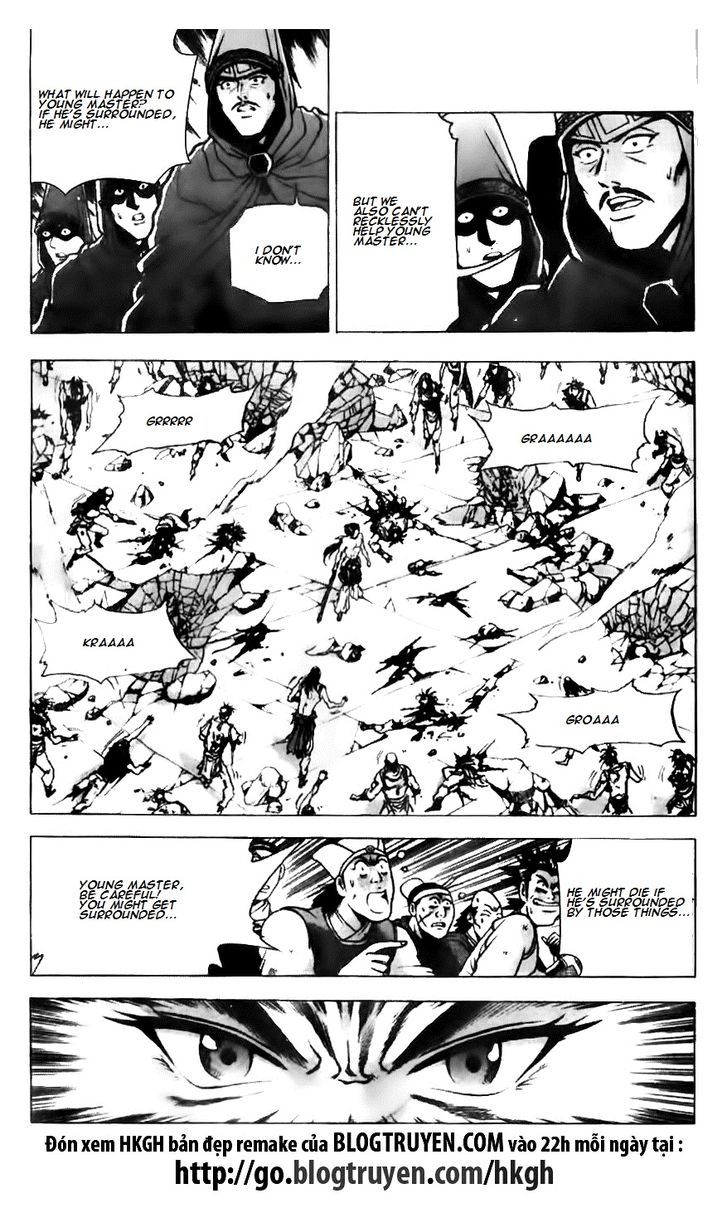 WHAT WILL HAPPEN TO
YOUNG MASTER?
IF HE'S SURROUNDED,
HE MIGHT...
I DON'T
KNOW...
BUT WE
ALSO CAN'T
RECKLESSLY
HELP YOUNG
MASTER...
GRRRRR
GRAAAAAA
KRAAAA
GROAAA
YOUNG MASTER,
BE CAREFUL!
YOU MIGHT GET
SURROUNDED...
HE MIGHT DIE IF
HE'S SURROUNDED
BY THOSE THINGS...
Đón xem HKGH bản đẹp remake của BLOGTRUYEN.COM vào 22h mỗi ngày tại :
http://go.blogtruyen.com/hkgh